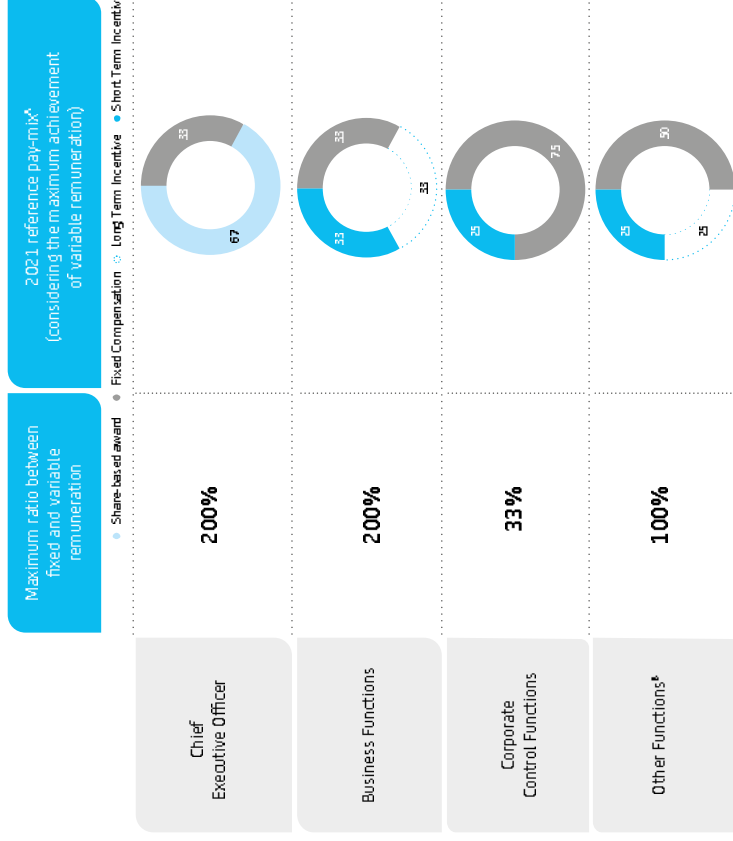 Maximum ratio between
fixed and variable
remuneration
2021 reference pay-mixᴬ
(considering the maximum achievement
of variable remuneration)
Share-based award
Fixed Compensation
Long Term Incentive
Short Term Incentiv
Chief
Executive Officer
200%
67
33
Business Functions
200%
33
33
33
Corporate
Control Functions
33%
25
75
Other Functionsᴮ
100%
25
50
25